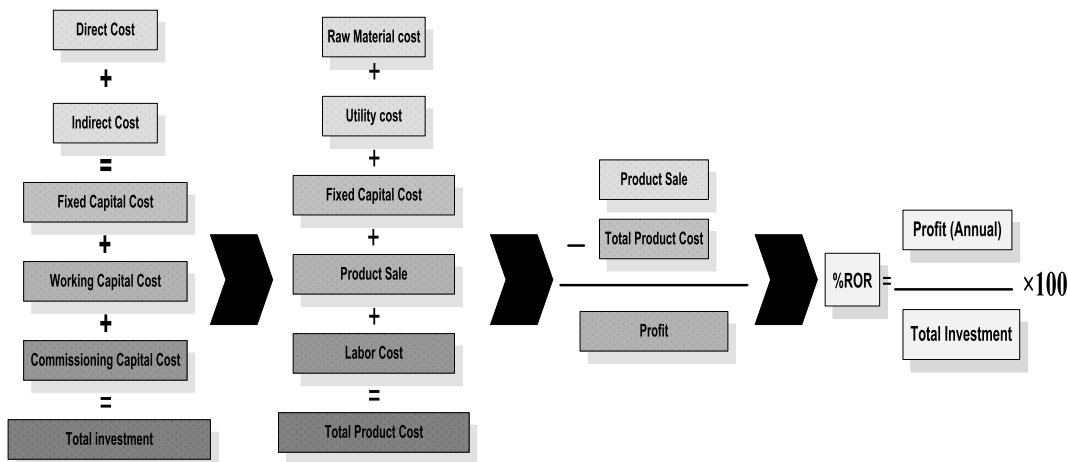 Direct Cost
+
Indirect Cost
=
Fixed Capital Cost
+
Working Capital Cost
+
Commissioning Capital Cost
=
Total investment
Raw Material cost
+
Utility cost
+
Fixed Capital Cost
+
Product Sale
+
Labor Cost
=
Total Product Cost
Product Sale
− Total Product Cost
Profit
%ROR =
Profit (Annual)
Total Investment
×100